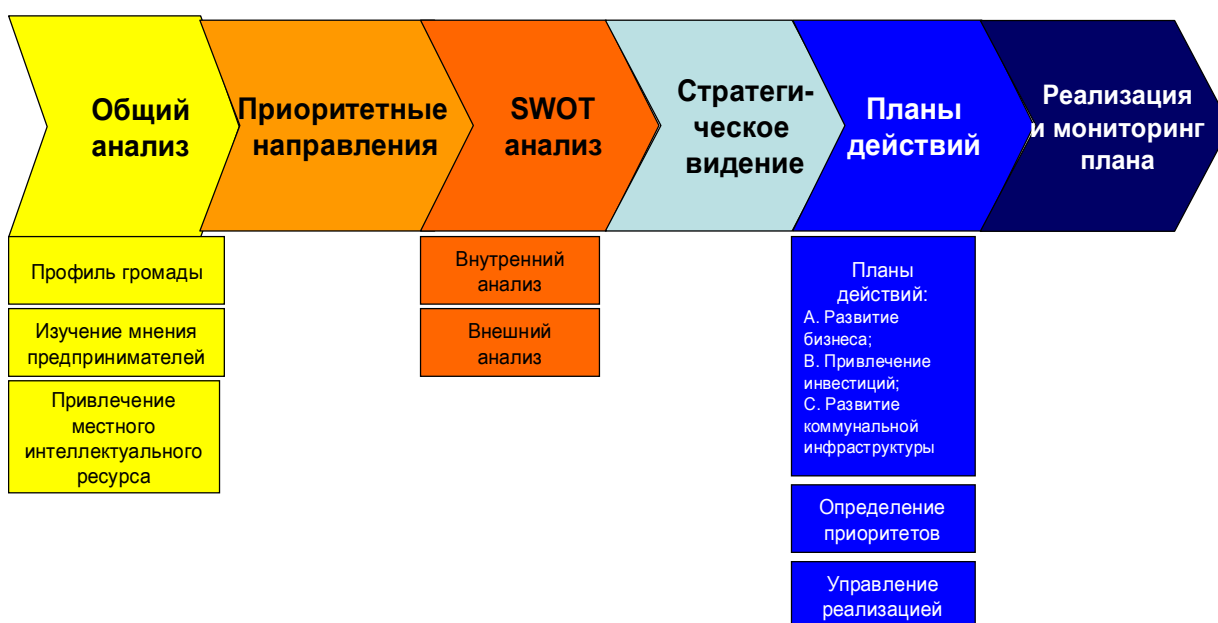 Общий
анализ
Приоритетные
направления
SWOT
анализ
Стратеги-
ческое
видение
Планы
действий
Реализация
и мониторинг
плана
Профиль громады
Изучение мнения
предпринимателей
Привлечение
местного
интеллектуального
ресурса
Внутренний
анализ
Внешний
анализ
Планы
действий:
А. Развитие
бизнеса;
В. Привлечение
инвестиций;
С. Развитие
коммунальной
инфраструктуры
Определение
приоритетов
Управление
реализацией